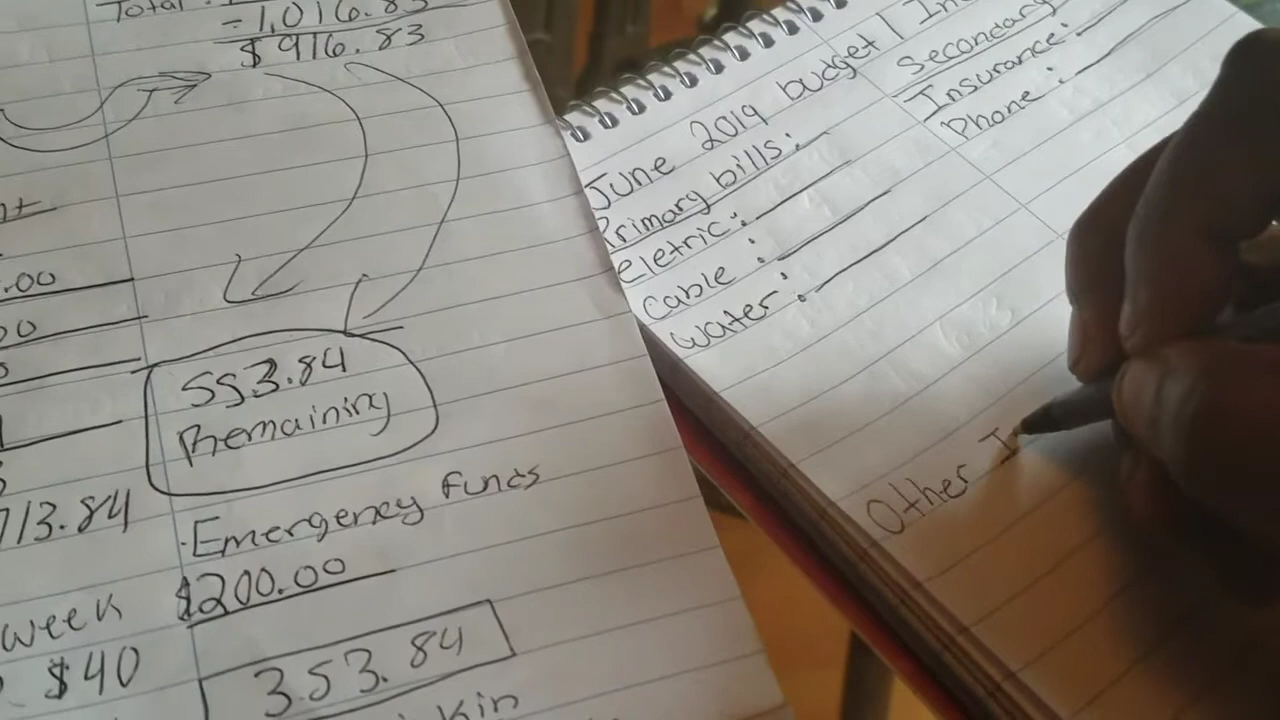 Total
- 1,016.83
$ 916.83
.00
553.84
Remaining
713.84
Emergency Funds
$200.00
week
$40
353.84
Kin
June 2019 budget |
Primary bills:
eletric:
Cable :
Water :
Secondary
Insurance:
Phone :
Other I